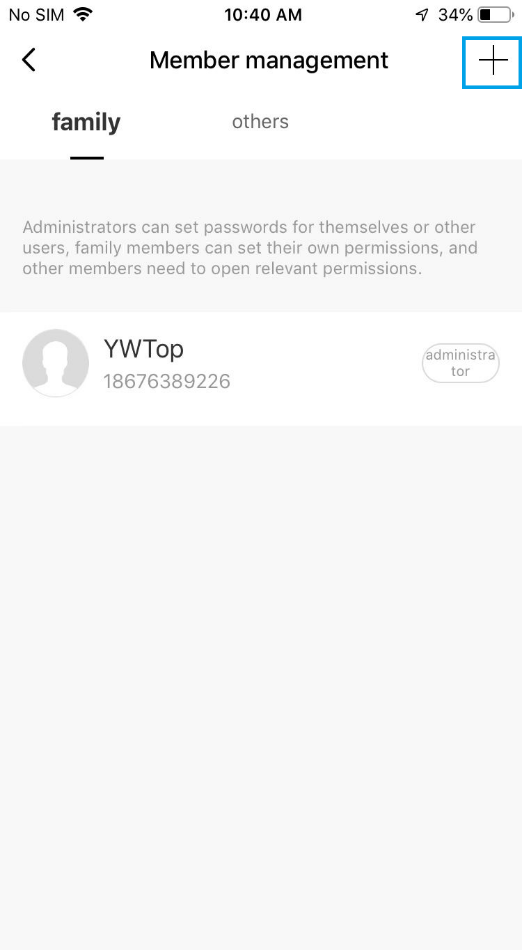 No SIM 10:40 AM 34%
Member management
family others
Administrators can set passwords for themselves or other
users, family members can set their own permissions, and
other members need to open relevant permissions.
YWTop
18676389226
administra
tor